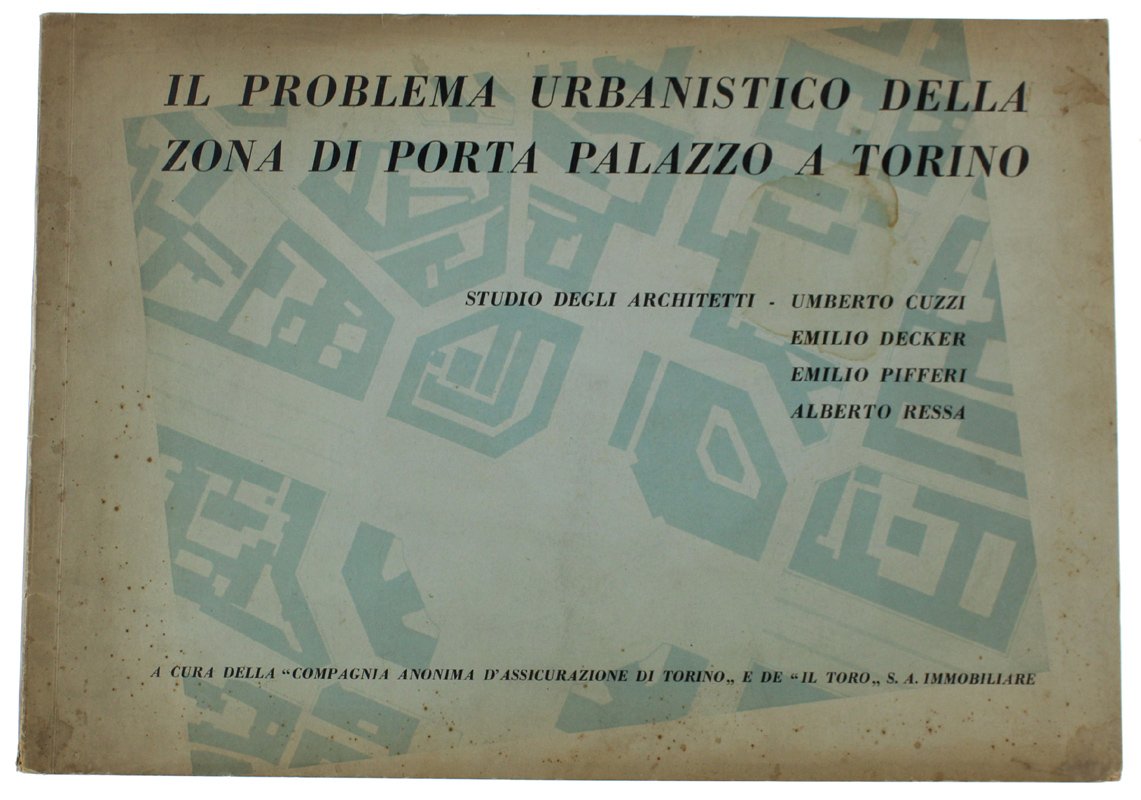 IL PROBLEMA URBANISTICO DELLA
ZONA DI PORTA PALAZZO A TORINO
STUDIO DEGLI ARCHITETTI - UMBERTO CUZZI
EMILIO DECKER
EMILIO PIFFERI
ALBERTO RESSA
A CURA DELLA “COMPAGNIA ANONIMA D'ASSICURAZIONE DI TORINO„ E DE “IL TORO„ S. A. IMMOBILIARE